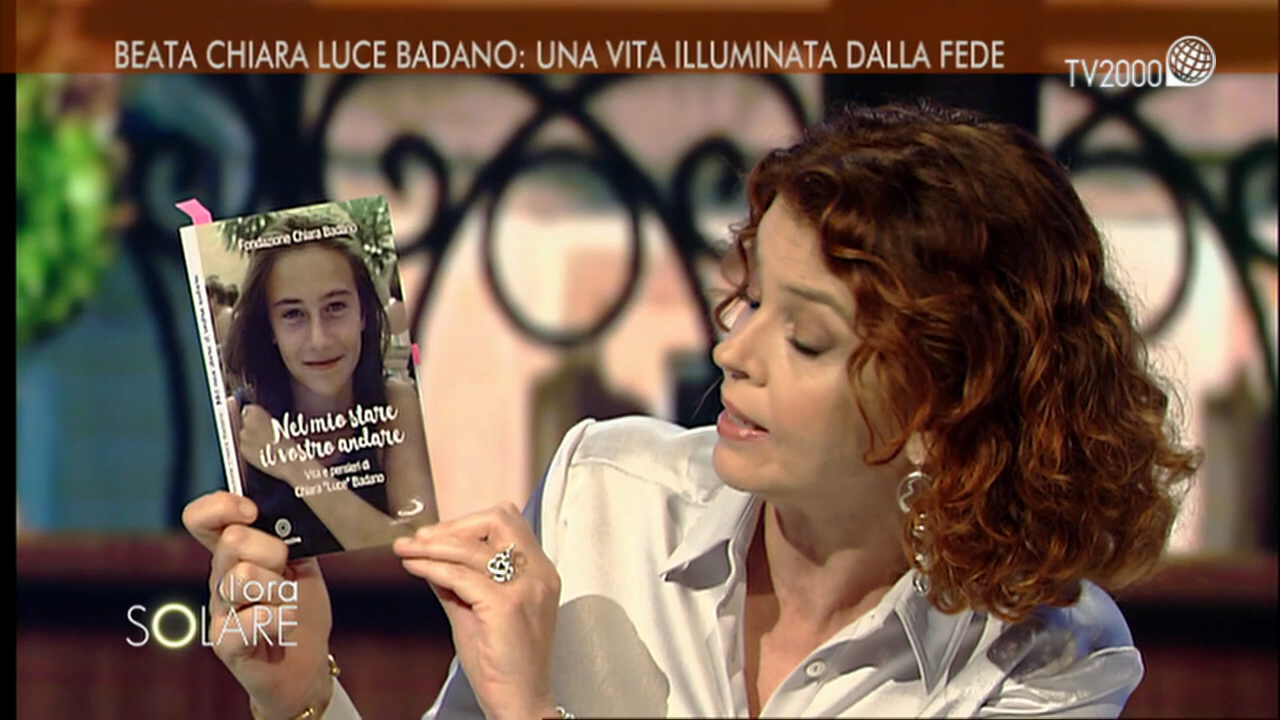 BEATA CHIARA LUCE BADANO: UNA VITA ILLUMINATA DALLA FEDE
TV2000
Fondazione Chiara Badano
Nel mio stare
il vostro andare
Vita e pensieri di
Chiara "Luce" Badano
l'ora
SOLARE